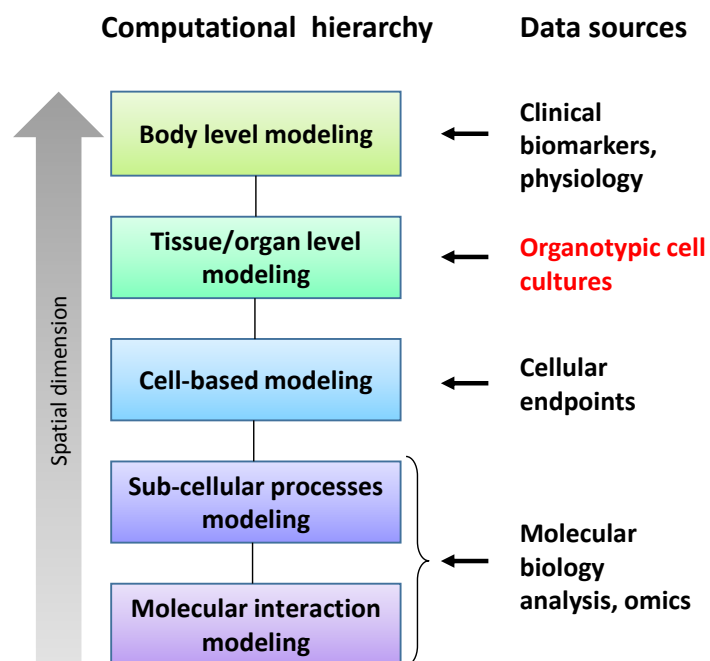 Computational hierarchy
Data sources
Body level modeling
Clinical
biomarkers,
physiology
Tissue/organ level
modeling
Organotypic cell
cultures
Cell-based modeling
Cellular
endpoints
Sub-cellular processes
modeling
Molecular interaction
modeling
Molecular
biology
analysis, omics
Spatial dimension